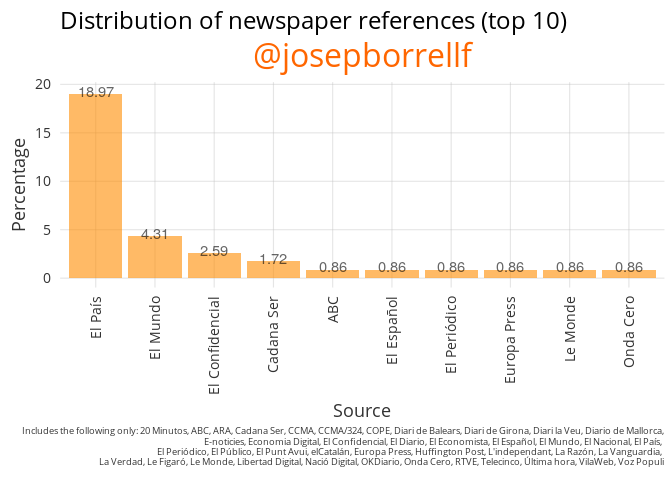 Distribution of newspaper references (top 10)
@josepborrellf
Percentage
20
15
10
5
0
18.97
4.31
2.59
1.72
0.86
0.86
0.86
0.86
0.86
0.86
El País
El Mundo
El Confidencial
Cadana Ser
ABC
El Español
El Periódico
Europa Press
Le Monde
Onda Cero
Source
Includes the following only: 20 Minutos, ABC, ARA, Cadana Ser, CCMA, CCMA/324, COPE, Diari de Balears, Diari de Girona, Diari la Veu, Diario de Mallorca,
E-noticies, Economia Digital, El Confidencial, El Diario, El Economista, El Español, El Mundo, El Nacional, El País,
El Periódico, El Público, El Punt Avui, elCatalán, Europa Press, Huffington Post, L'independant, La Razón, La Vanguardia,
La Verdad, Le Figaró, Le Monde, Libertad Digital, Nació Digital, OKDiario, Onda Cero, RTVE, Telecinco, Última hora, VilaWeb, Voz Populi